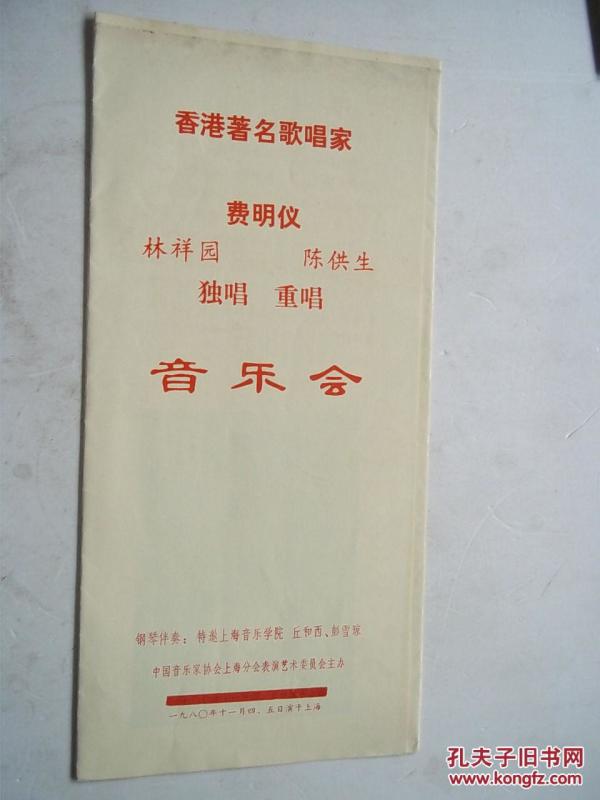 香港著名歌唱家
费明仪
林祥园 陈供生
独唱 重唱
音乐会
钢琴伴奏：特邀上海音乐学院 丘和西、彭雪琼
中国音乐家协会上海分会表演艺术委员会主办
一九八〇年十一月四、五日演于上海
孔夫子旧书网
www.kongfz.com